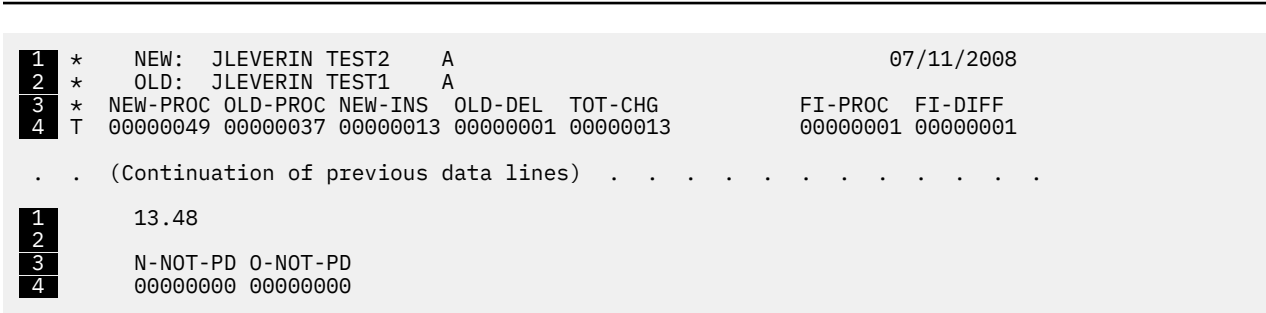 1 * NEW: JLEVERIN TEST2 A 07/11/2008
2 * OLD: JLEVERIN TEST1 A
3 * NEW-PROC OLD-PROC NEW-INS OLD-DEL TOT-CHG FI-PROC FI-DIFF
4 T 00000049 00000037 00000013 00000001 00000013 00000001 00000001
. . (Continuation of previous data lines) . . . . . . . . . . . .
1 13.48
2
3 N-NOT-PD O-NOT-PD
4 00000000 00000000